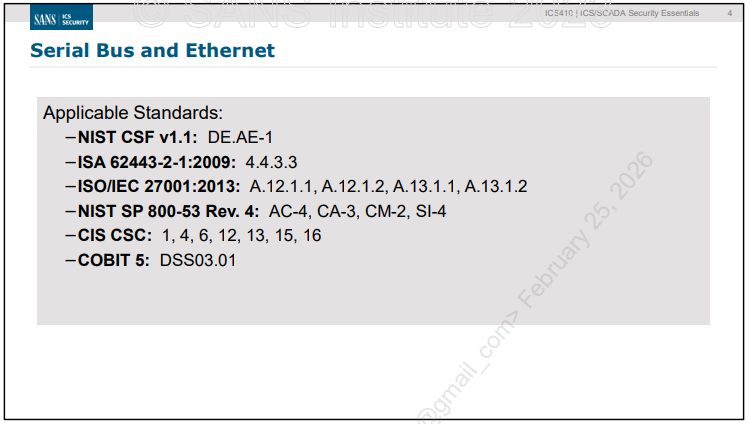 © SANS Institute 2026
SANS | ICS SECURITY
ICS410 | ICS/SCADA Security Essentials 4
Serial Bus and Ethernet
Applicable Standards:
–NIST CSF v1.1: DE.AE-1
–ISA 62443-2-1:2009: 4.4.3.3
–ISO/IEC 27001:2013: A.12.1.1, A.12.1.2, A.13.1.1, A.13.1.2
–NIST SP 800-53 Rev. 4: AC-4, CA-3, CM-2, SI-4
–CIS CSC: 1, 4, 6, 12, 13, 15, 16
–COBIT 5: DSS03.01
@gmail_com> February 25, 2026